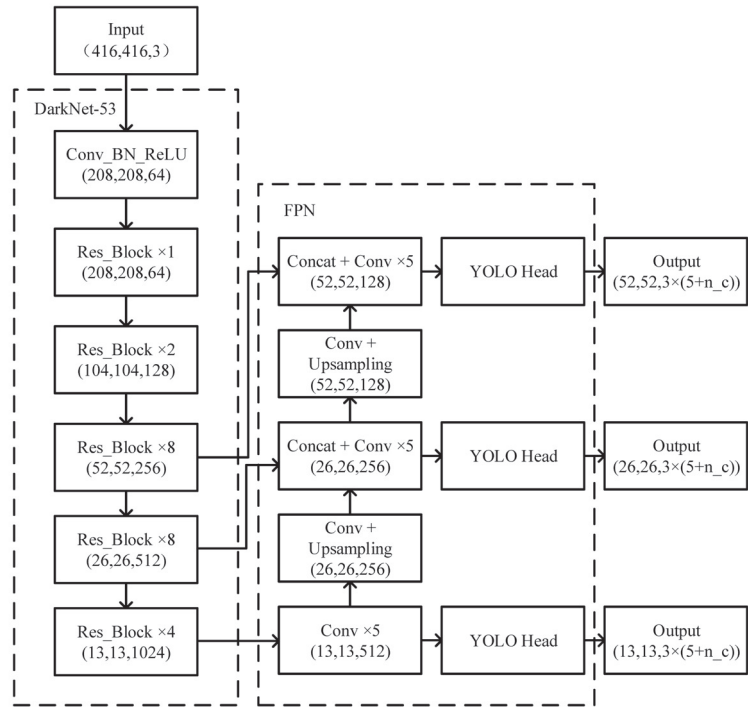 Input
(416,416,3)
DarkNet-53
Conv_BN_ReLU
(208,208,64)
Res_Block ×1
(208,208,64)
Res_Block ×2
(104,104,128)
Res_Block ×8
(52,52,256)
Res_Block ×8
(26,26,512)
Res_Block ×4
(13,13,1024)
FPN
Concat + Conv ×5
(52,52,128)
YOLO Head
Output
(52,52,3×(5+n_c))
Conv +
Upsampling
(52,52,128)
Concat + Conv ×5
(26,26,256)
YOLO Head
Output
(26,26,3×(5+n_c))
Conv +
Upsampling
(26,26,256)
Conv ×5
(13,13,512)
YOLO Head
Output
(13,13,3×(5+n_c))